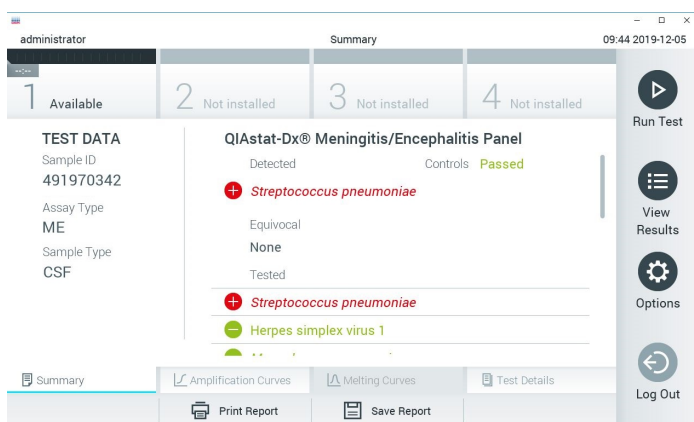 administrator
Summary
09:44 2019-12-05
--:--
1 Available
2 Not installed
3 Not installed
4 Not installed
Run Test
View
Results
Options
Log Out
TEST DATA
Sample ID
491970342
Assay Type
ME
Sample Type
CSF
QIAstat-Dx® Meningitis/Encephalitis Panel
Detected
Controls Passed
Streptococcus pneumoniae
Equivocal
None
Tested
Streptococcus pneumoniae
Herpes simplex virus 1
Summary
Amplification Curves
Melting Curves
Test Details
Print Report
Save Report